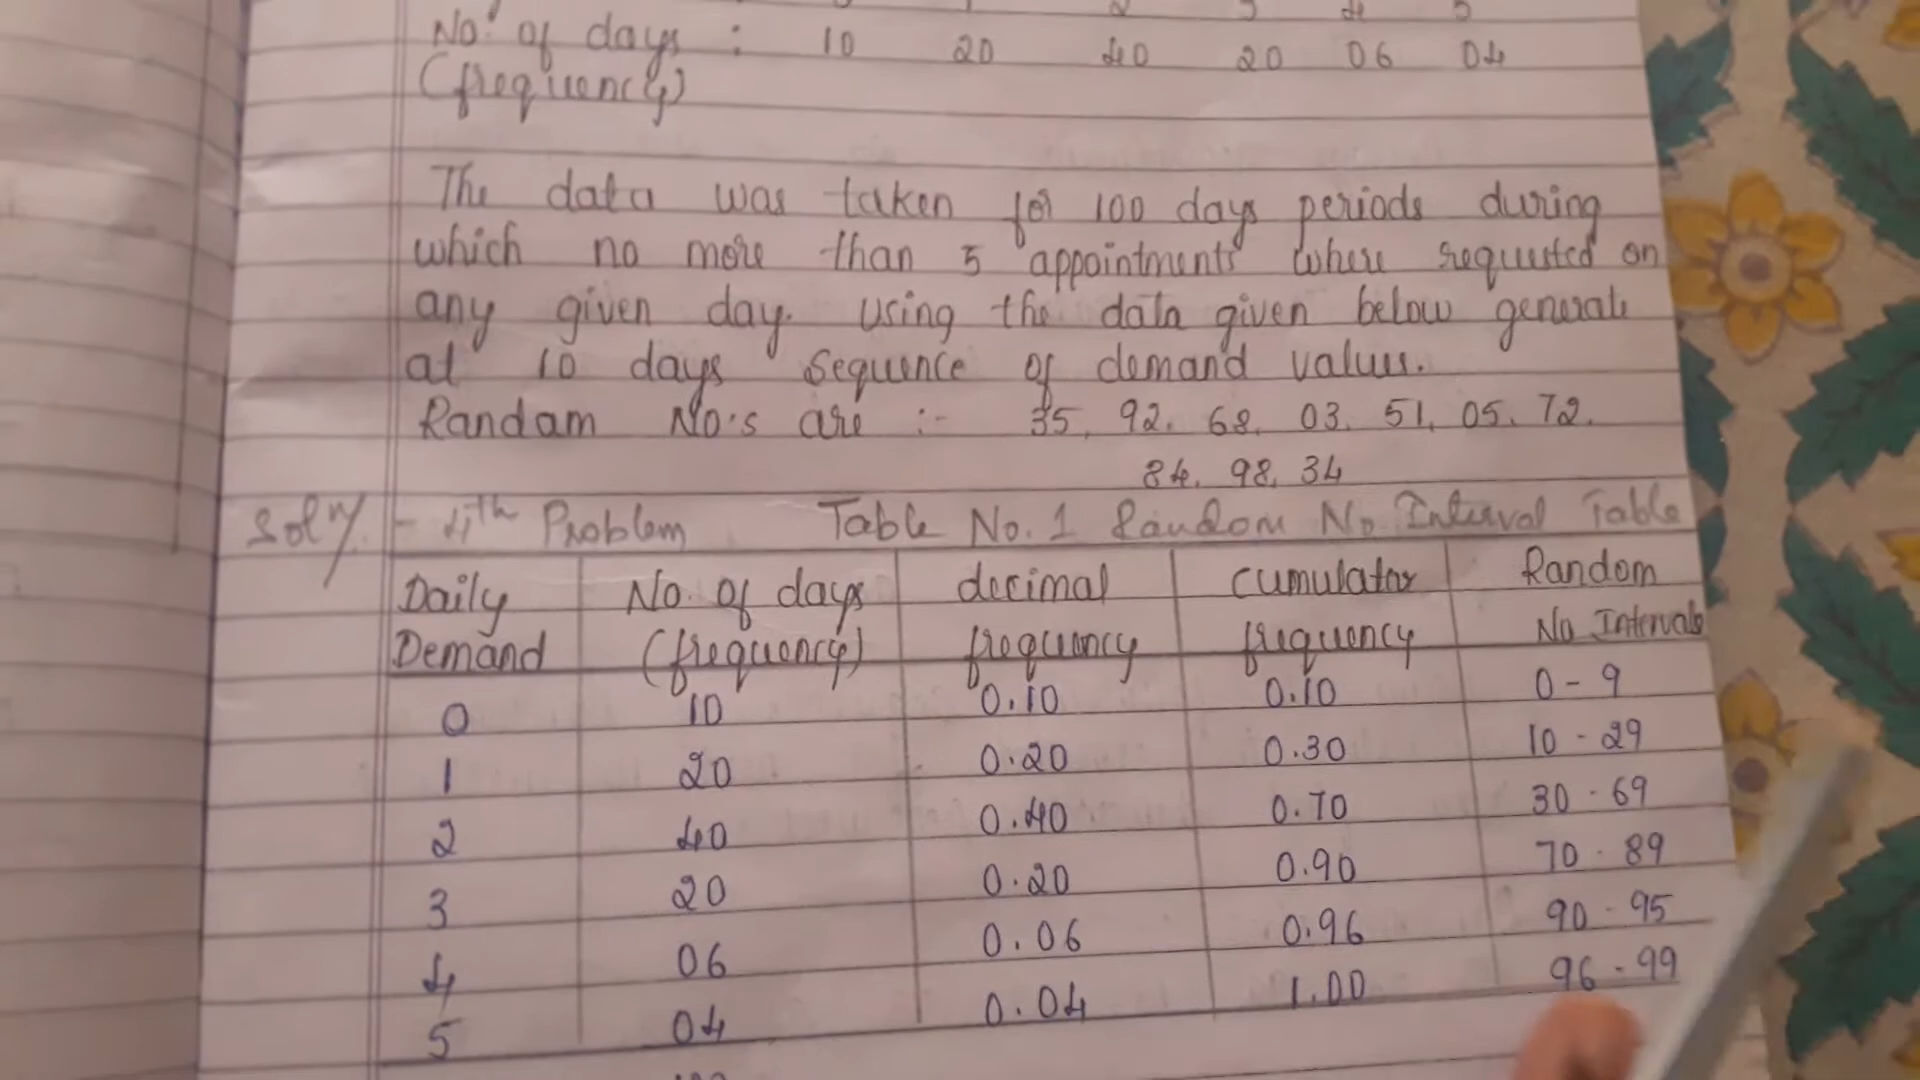 No. of days : 10 20 40 20 06 04
(frequency)
The data was taken for 100 days periods during
which no more than 5 appointments where requested on
any given day. Using the data given below generate
at 10 days sequence of demand values.
Randam No.s are :- 35, 92. 68, 03. 51, 05. 72.
84. 98, 34
Soln/. - 4th Problem Table No. 1 Random No Interval Table
Daily Demand No. of days (frequency) decimal frequency cumulator frequency Random No Intervals
0 10 0.10 0.10 0-9
1 20 0.20 0.30 10-29
2 40 0.40 0.70 30-69
3 20 0.20 0.90 70-89
4 06 0.06 0.96 90-95
5 04 0.04 1.00 96-99